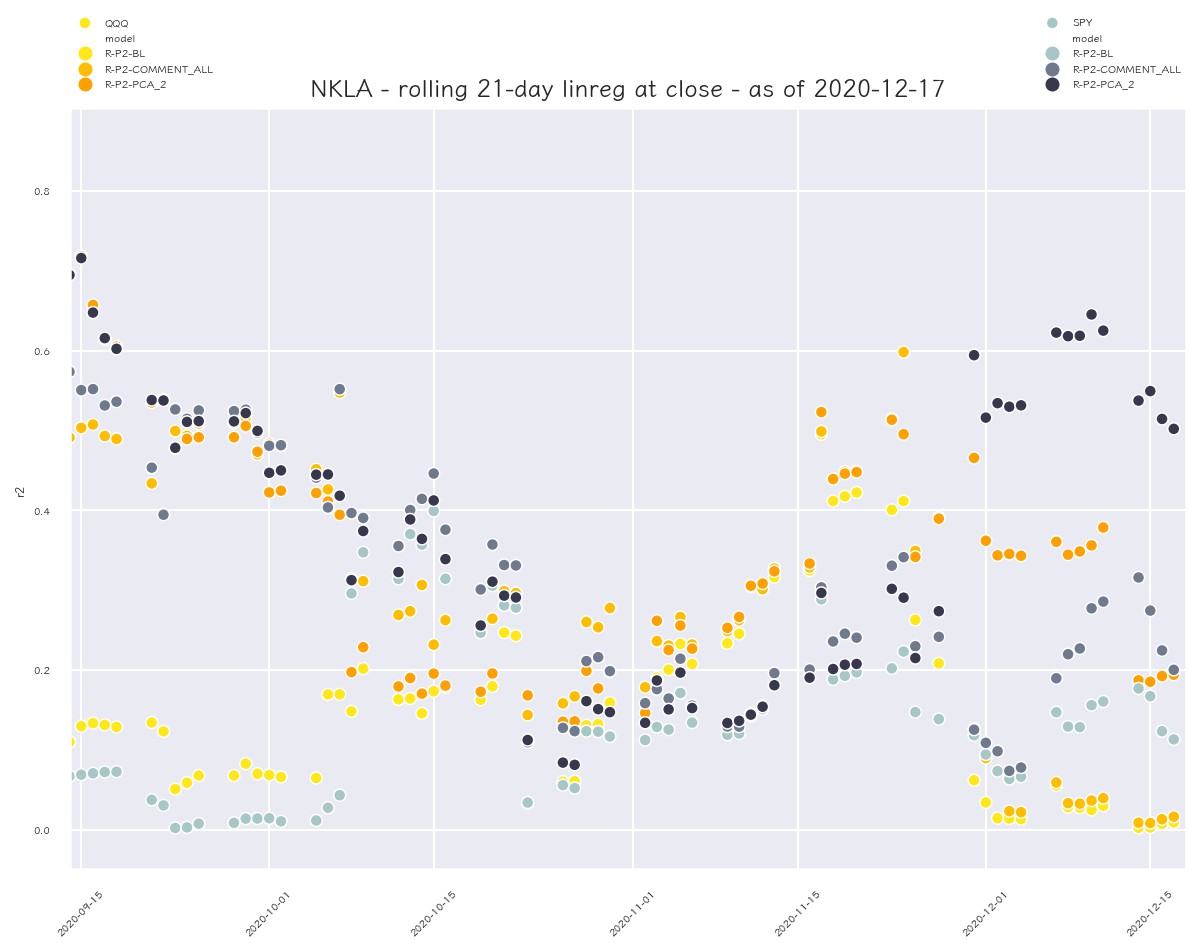 QQQ
model
R-P2-BL
R-P2-COMMENT_ALL
R-P2-PCA_2
SPY
model
R-P2-BL
R-P2-COMMENT_ALL
R-P2-PCA_2
NKLA - rolling 21-day linreg at close - as of 2020-12-17
r2
0.8
0.6
0.4
0.2
0.0
2020-09-15
2020-10-01
2020-10-15
2020-11-01
2020-11-15
2020-12-01
2020-12-15